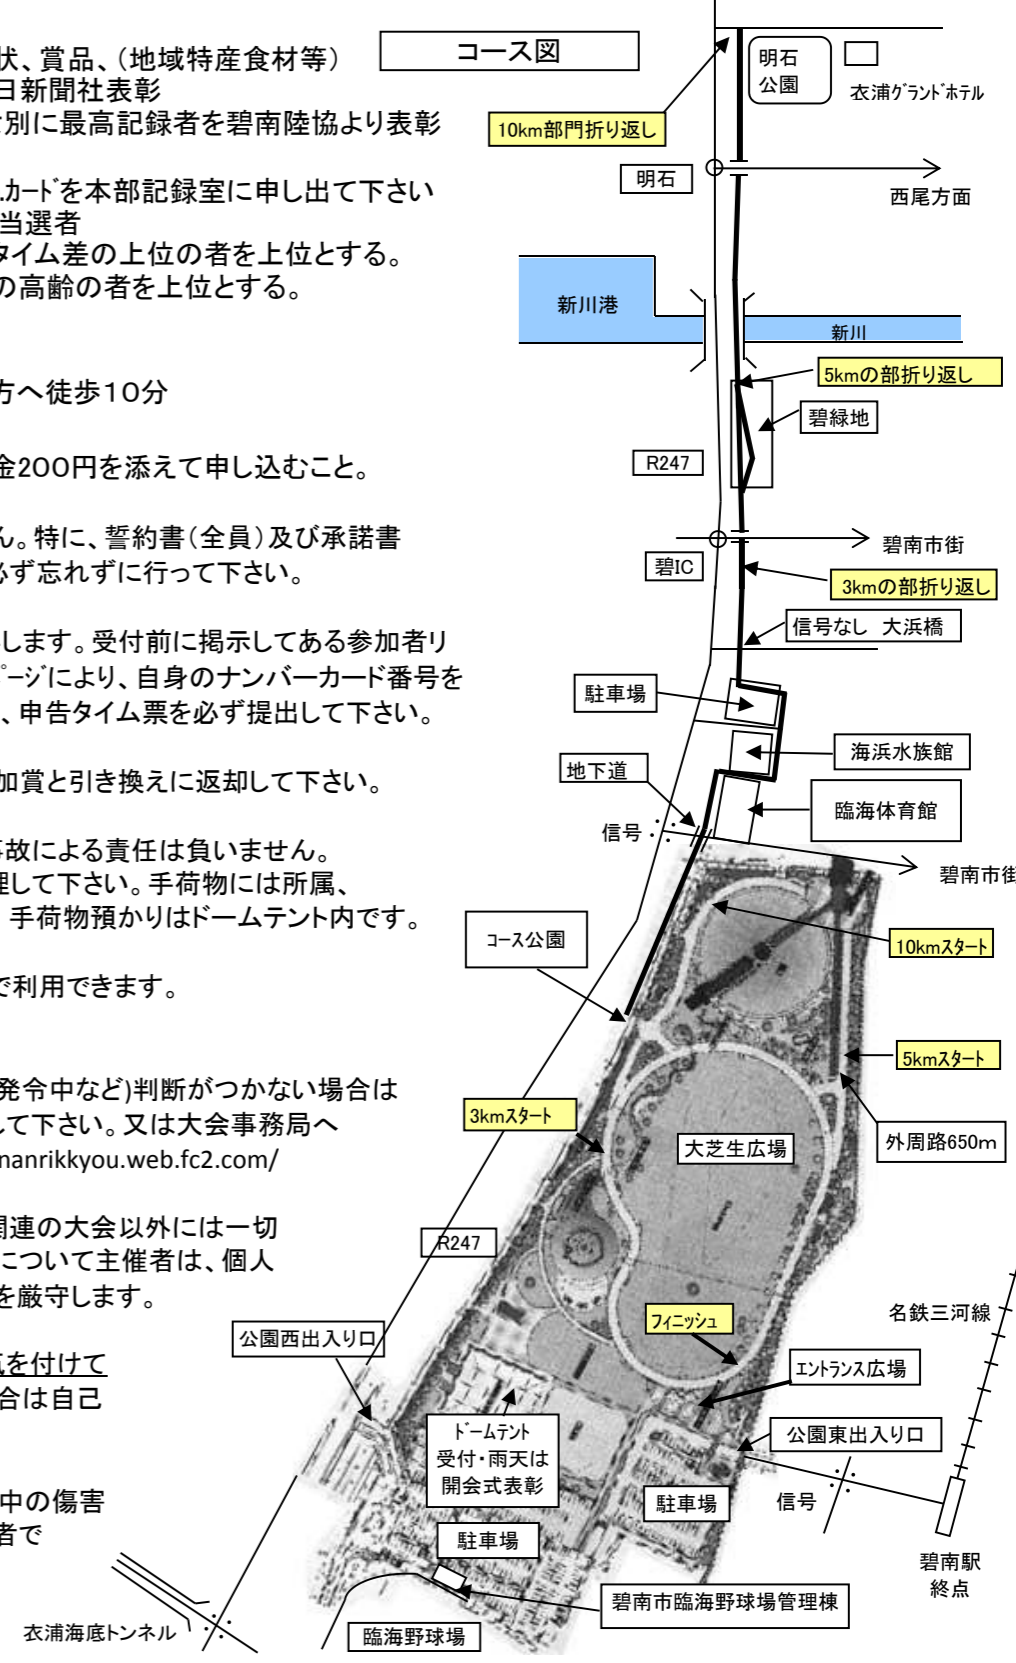 状、賞品、（地域特産食材等）
日新聞社表彰
別に最高記録者を碧南陸協より表彰
カードを本部記録室に申し出て下さい
当選者
タイム差の上位の者を上位とする。
の高齢の者を上位とする。
方へ徒歩１０分
金200円を添えて申し込むこと。
ん。特に、誓約書（全員）及び承諾書
必ず忘れずに行って下さい。
します。受付前に掲示してある参加者リ
ページにより、自身のナンバーカード番号を
、申告タイム票を必ず提出して下さい。
加賞と引き換えに返却して下さい。
事故による責任は負いません。
理して下さい。手荷物には所属、
手荷物預かりはドームテント内です。
で利用できます。
発令中など)判断がつかない場合は
して下さい。又は大会事務局へ
nanrikkyou.web.fc2.com/
関連の大会以外には一切
について主催者は、個人
を厳守します。
気を付けて
合は自己
中の傷害
者で
コース図
明石
公園
衣浦グランドホテル
10km部門折り返し
明石
西尾方面
新川港
新川
5kmの部折り返し
碧緑地
R247
碧南市街
碧IC
3kmの部折り返し
信号なし　大浜橋
駐車場
海浜水族館
地下道
臨海体育館
信号
碧南市街
コース公園
10kmスタート
5kmスタート
3kmスタート
大芝生広場
外周路650m
R247
フィニッシュ
名鉄三河線
公園西出入り口
エントランス広場
ドームテント
受付・雨天は
開会式表彰
公園東出入り口
駐車場
信号
駐車場
碧南駅
終点
碧南市臨海野球場管理棟
衣浦海底トンネル
臨海野球場